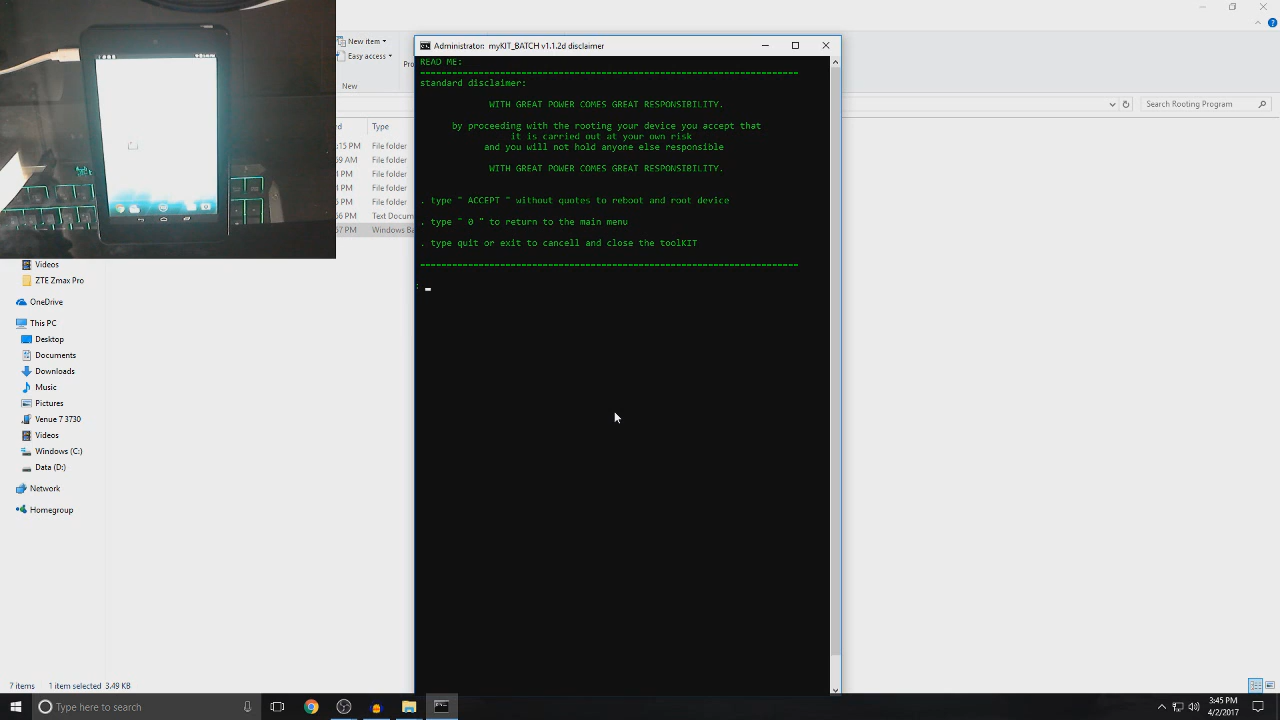 New item
Easy access
New
Type
:15 PM
File folder
File folder
File folder
File folder
Text Docum
Windows Ba
Videos
ZTE Zmax Pro
OneDrive
This PC
Desktop
Documents
Downloads
Music
Pictures
Venue 7 3730
Videos
Windows (C:)
Data (D:)
Network
Homegroup
7 items 1 item selected 3.49 KB
Administrator: myKIT_BATCH v1.1.2d disclaimer
READ ME:
standard disclaimer:
WITH GREAT POWER COMES GREAT RESPONSIBILITY.
by proceeding with the rooting your device you accept that
it is carried out at your own risk
and you will not hold anyone else responsible
WITH GREAT POWER COMES GREAT RESPONSIBILITY.
. type " ACCEPT " without quotes to reboot and root device
. type " 0 " to return to the main menu
. type quit or exit to cancell and close the toolKIT
:
Search Rooting Program
Type here to search
3:45 PM
4/2/2017